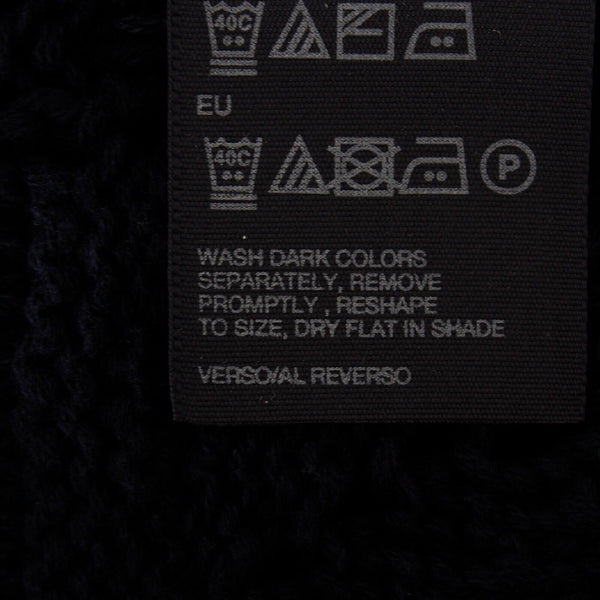 40C
EU
40C P
WASH DARK COLORS
SEPARATELY, REMOVE
PROMPTLY , RESHAPE
TO SIZE, DRY FLAT IN SHADE
VERSO/AL REVERSO